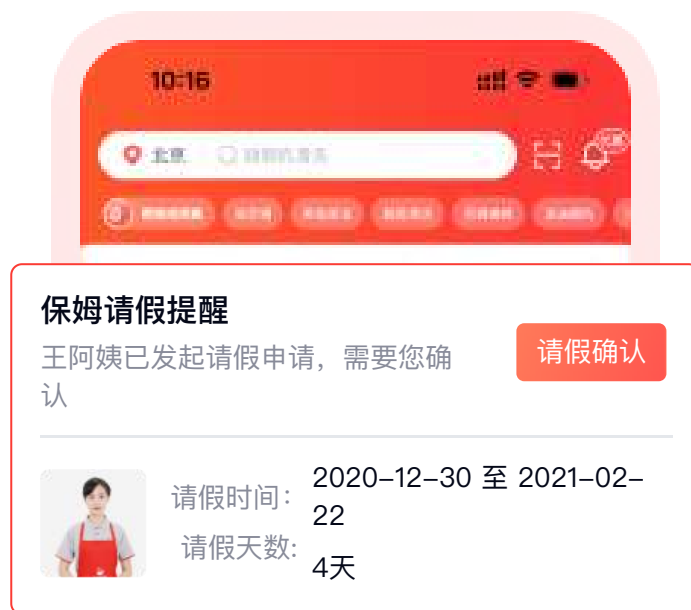 10:16
北京
保姆请假提醒
王阿姨已发起请假申请，需要您确
认
请假确认
请假时间：
2020-12-30 至 2021-02-
22
请假天数:
4天